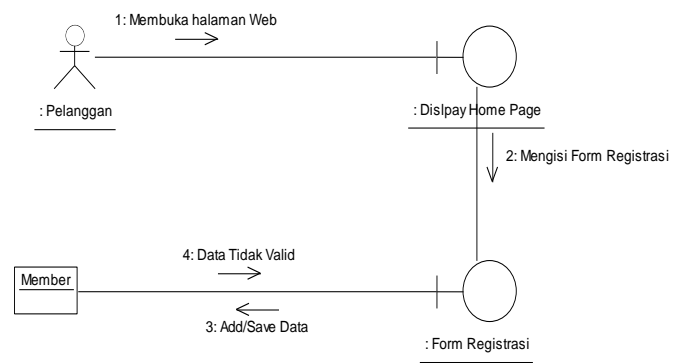 1: Membuka halaman Web
: Pelanggan
: Dislpay Home Page
2: Mengisi Form Registrasi
4: Data Tidak Valid
Member
3: Add/Save Data
: Form Registrasi